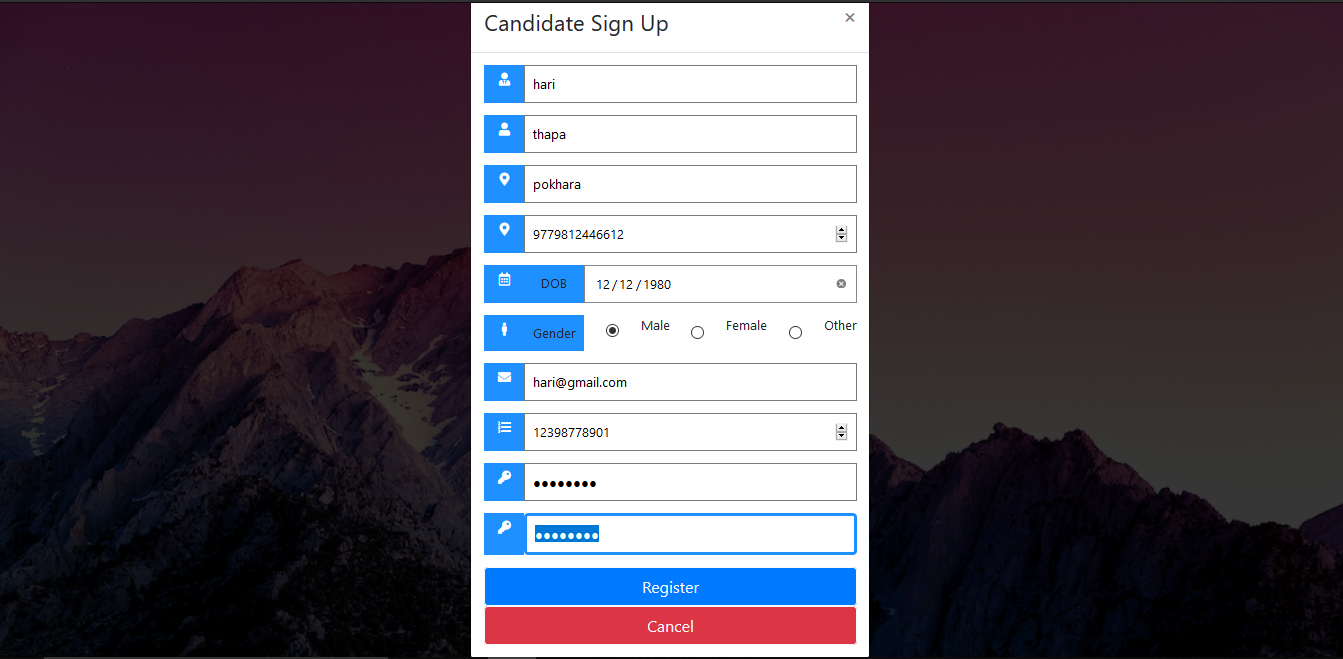 Candidate Sign Up ×
hari
thapa
pokhara
9779812446612
DOB 12 / 12 / 1980
Gender Male Female Other
hari@gmail.com
12398778901
●●●●●●●●
●●●●●●●●
Register
Cancel